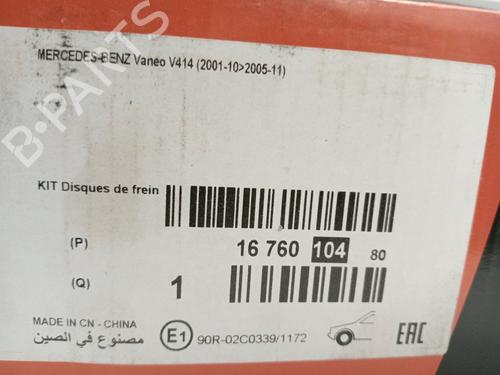 MERCEDES-BENZ Vaneo V414 (2001-10>2005-11)
B-PARTS
KIT Disques de frein
(P) 16 760 104 80
(Q) 1
MADE IN CN - CHINA
مصنوع في الصين
E1 90R-02C0339/1172
EAC